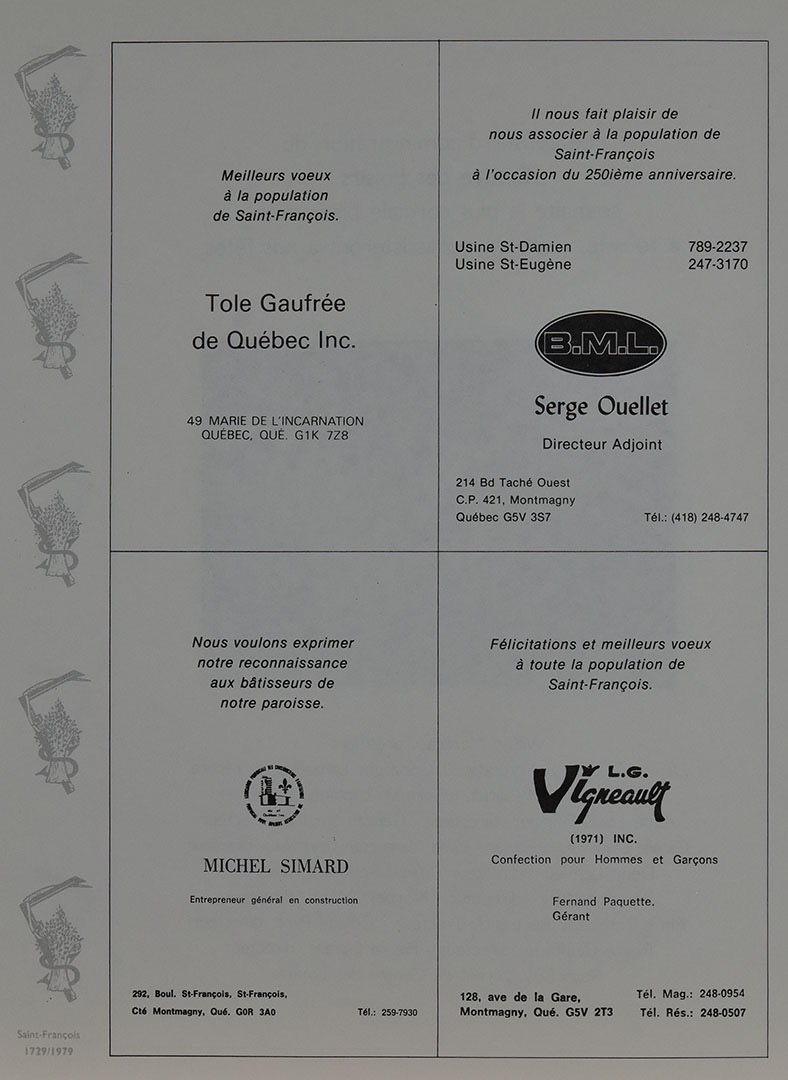 Meilleurs voeux
à la population
de Saint-François.
Tole Gaufrée
de Québec Inc.
49 MARIE DE L'INCARNATION
QUÉBEC, QUÉ. G1K 7Z8
Il nous fait plaisir de
nous associer à la population de
Saint-François
à l'occasion du 250ième anniversaire.
Usine St-Damien 789-2237
Usine St-Eugène 247-3170
B.M.L.
Serge Ouellet
Directeur Adjoint
214 Bd Taché Ouest
C.P. 421, Montmagny
Québec G5V 3S7 Tél.: (418) 248-4747
Nous voulons exprimer
notre reconnaissance
aux bâtisseurs de
notre paroisse.
MICHEL SIMARD
Entrepreneur général en construction
292, Boul. St-François, St-François,
Cté Montmagny, Qué. G0R 3A0 Tél.: 259-7930
Félicitations et meilleurs voeux
à toute la population de
Saint-François.
L.G.
Vigneault
(1971) INC.
Confection pour Hommes et Garçons
Fernand Paquette.
Gérant
128, ave de la Gare, Tél. Mag.: 248-0954
Montmagny, Qué. G5V 2T3 Tél. Rés.: 248-0507
Saint-François
1729/1979